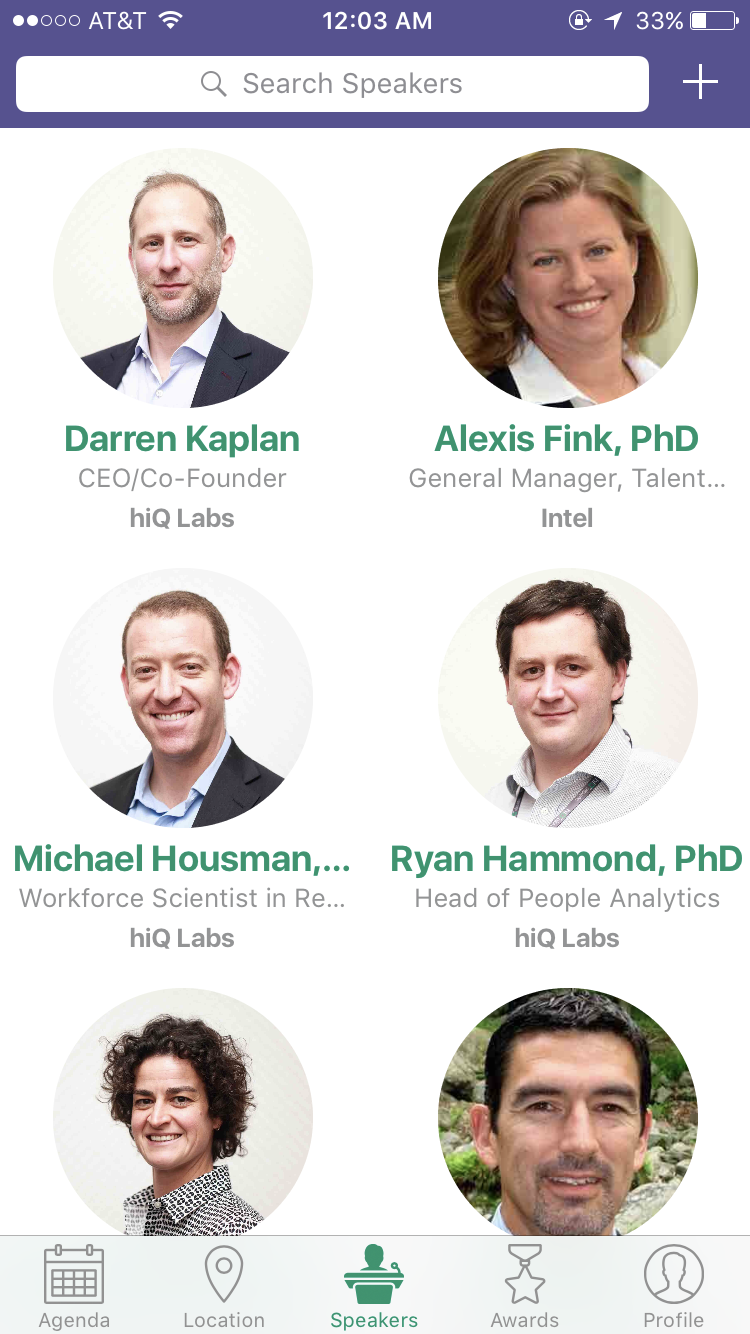 AT&T 12:03 AM 33%
Search Speakers
Darren Kaplan
CEO/Co-Founder
hiQ Labs
Alexis Fink, PhD
General Manager, Talent...
Intel
Michael Housman,...
Workforce Scientist in Re...
hiQ Labs
Ryan Hammond, PhD
Head of People Analytics
hiQ Labs
Agenda
Location
Speakers
Awards
Profile